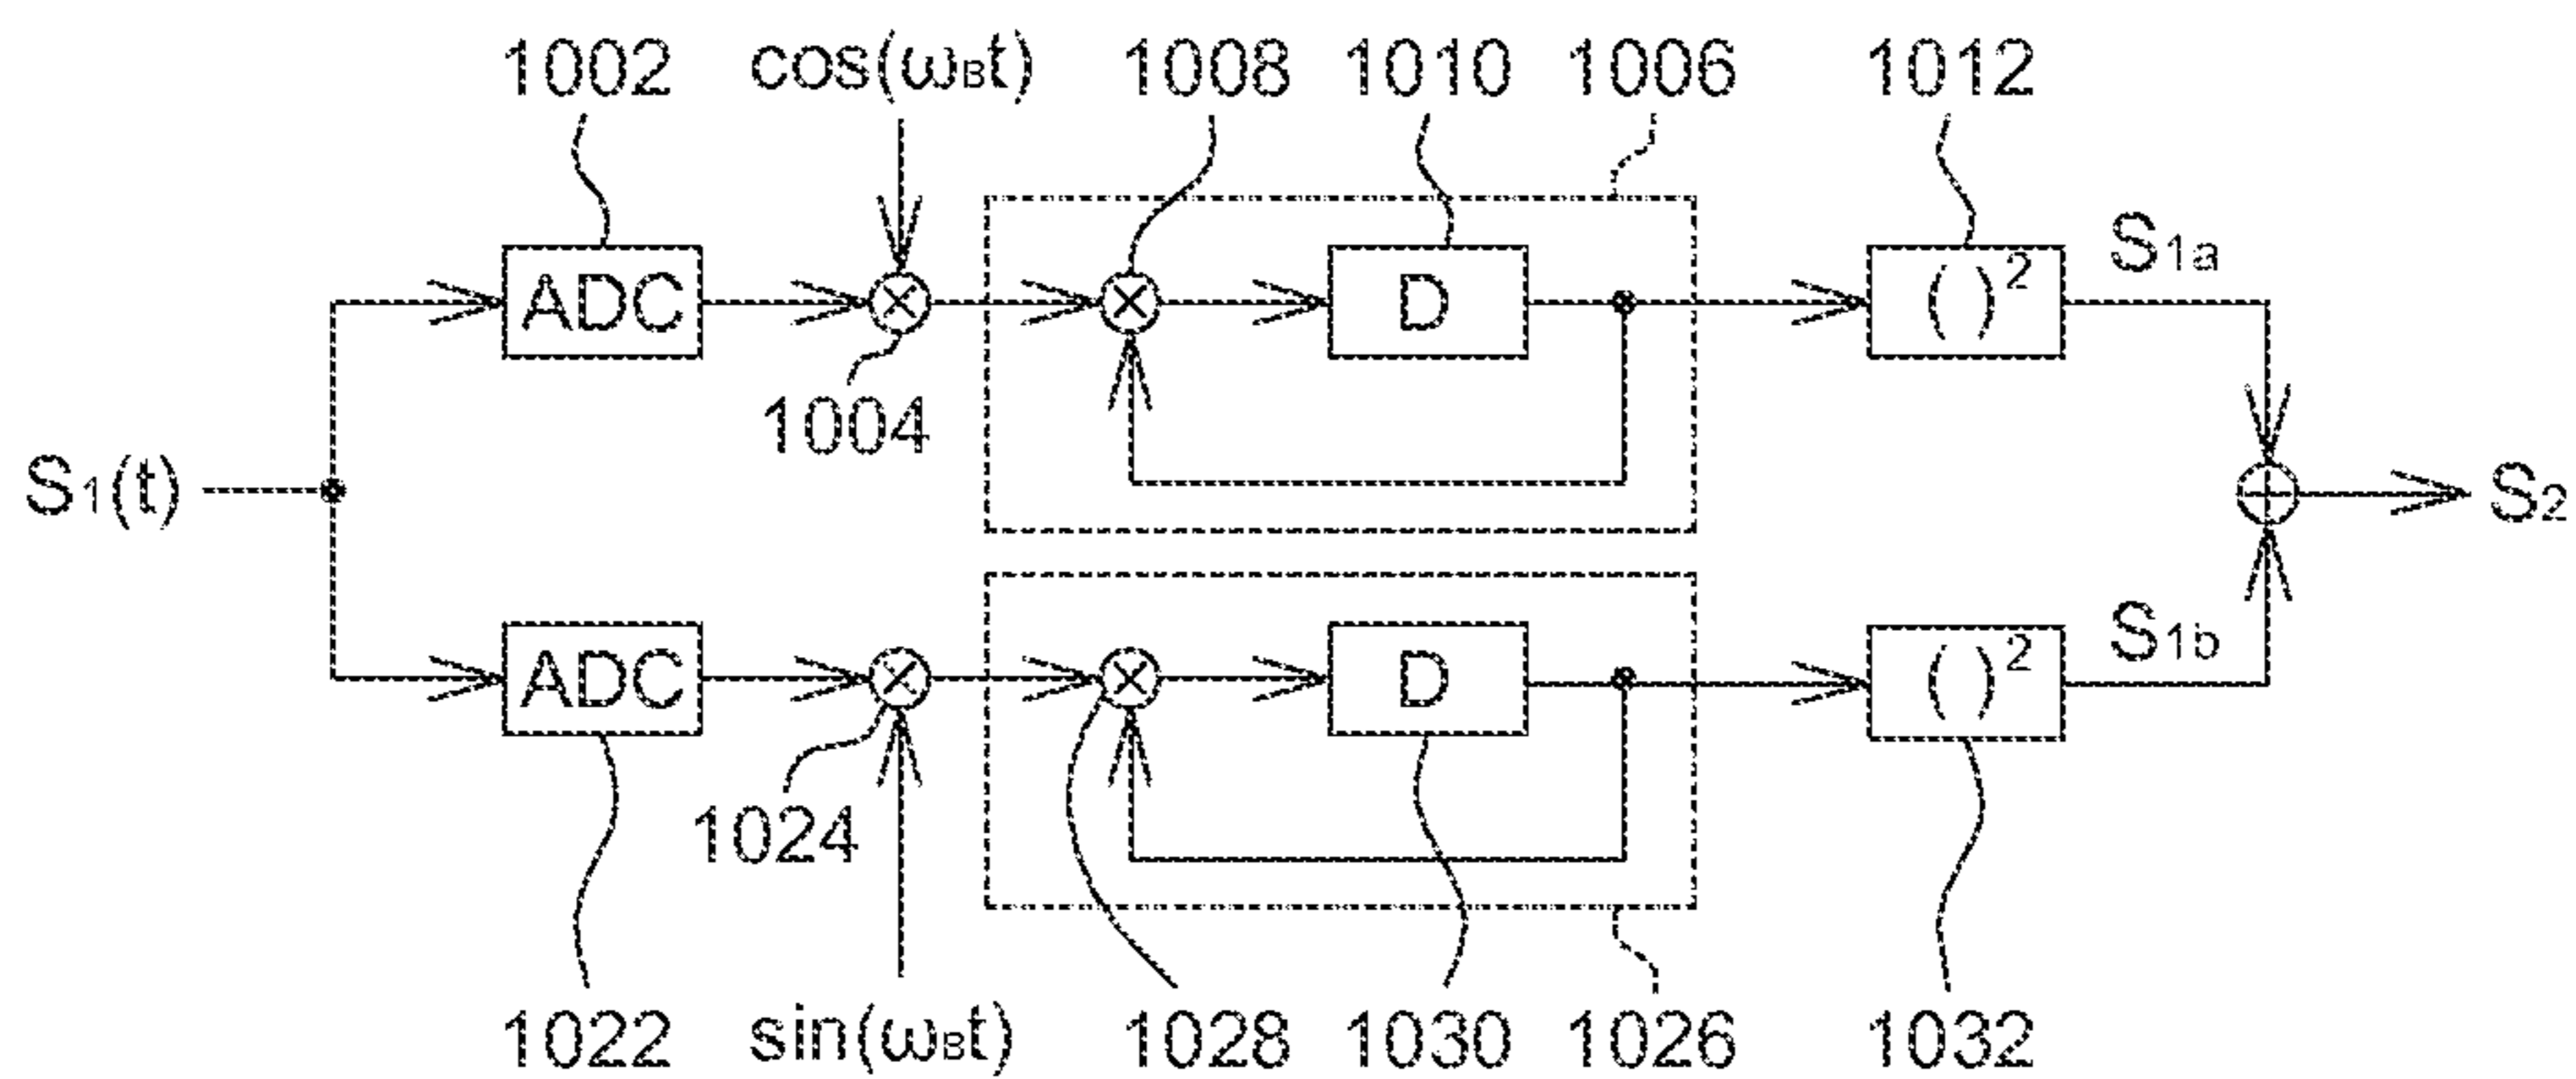 1002 cos(ωBt) 1008 1010 1006 1012
ADC D ( )2 S1a
1004
S1(t) S2
ADC D ( )2 S1b
1024
1022 sin(ωBt) 1028 1030 1026 1032